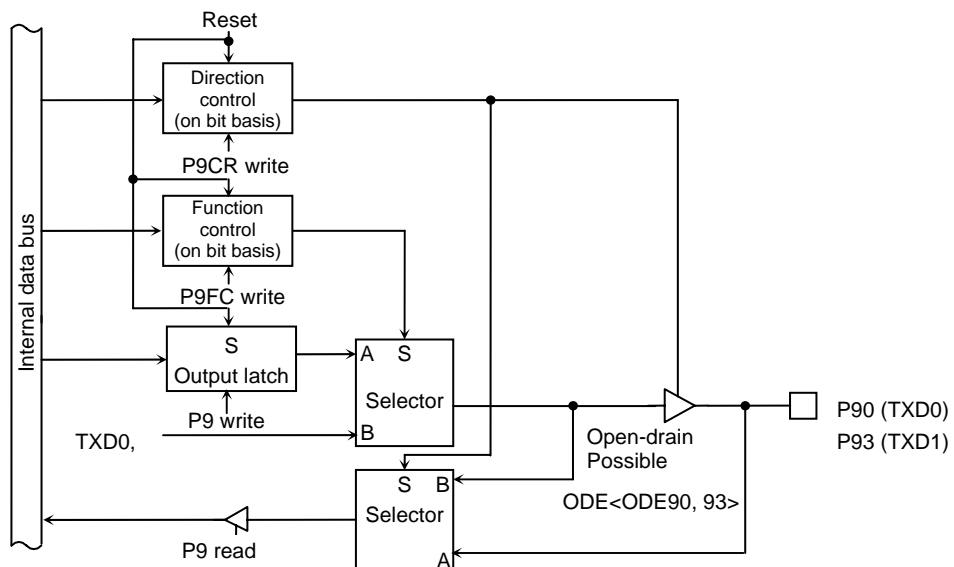 Reset
Direction
control
(on bit basis)
P9CR write
Function
control
(on bit basis)
P9FC write
Internal data bus
S
Output latch
P9 write
TXD0,
A S
Selector
B
Open-drain
Possible
ODE<ODE90, 93>
P90 (TXD0)
P93 (TXD1)
S B
Selector
A
P9 read